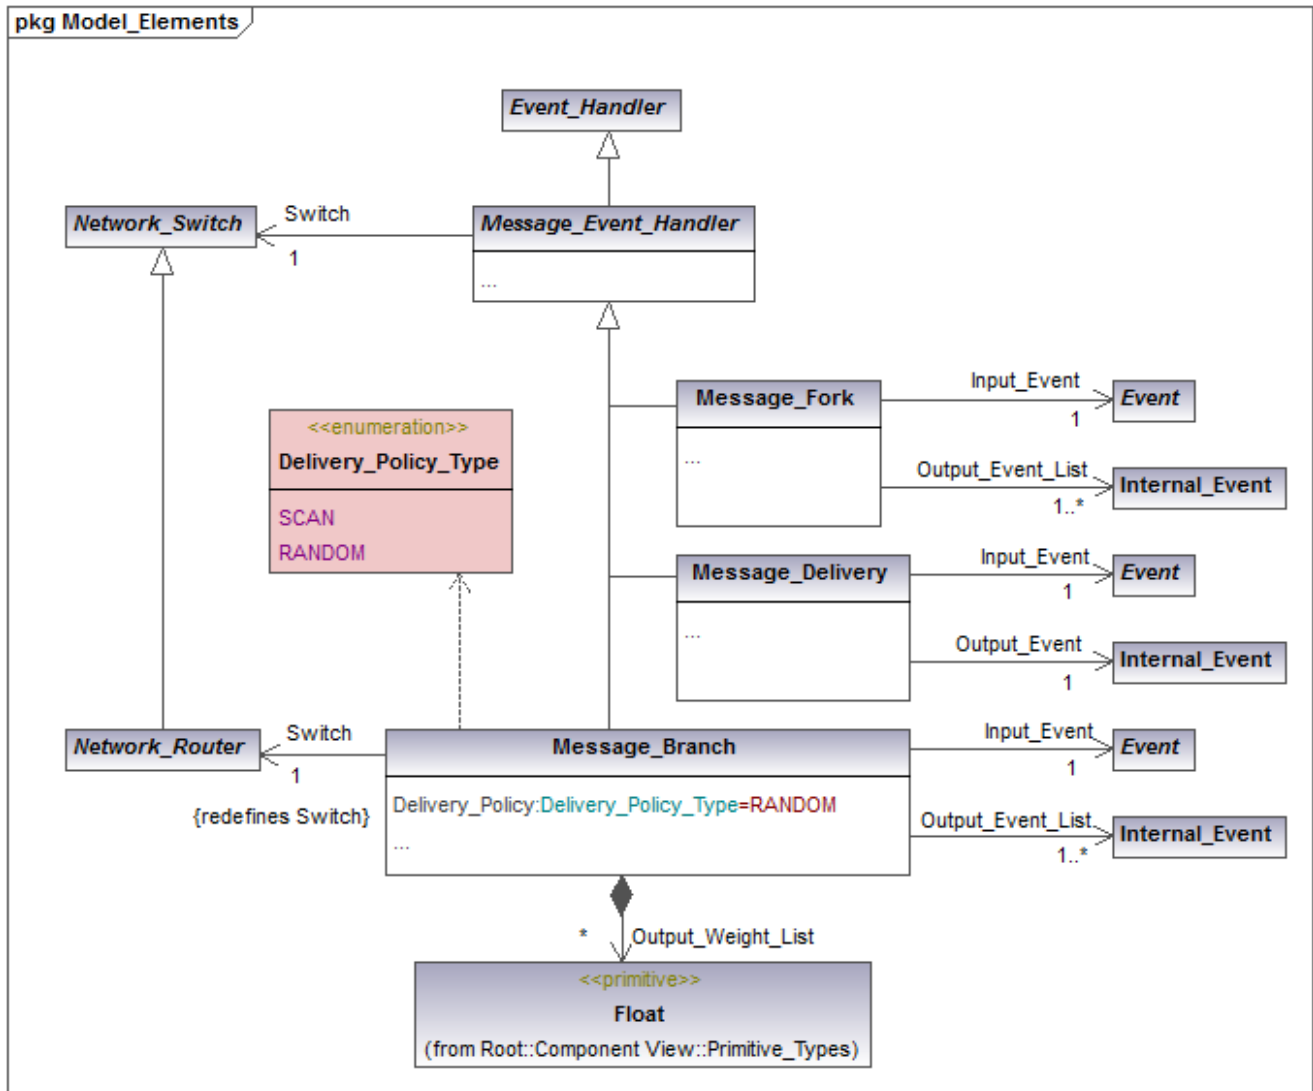 pkg Model_Elements
Event_Handler
Network_Switch
Switch
1
Message_Event_Handler
...
<<enumeration>>
Delivery_Policy_Type
SCAN
RANDOM
Message_Fork
...
Input_Event
1
Event
Output_Event_List
1..*
Internal_Event
Message_Delivery
...
Input_Event
1
Event
Output_Event
1
Internal_Event
Network_Router
Switch
1
{redefines Switch}
Message_Branch
Delivery_Policy:Delivery_Policy_Type=RANDOM
...
Input_Event
1
Event
Output_Event_List
1..*
Internal_Event
*
Output_Weight_List
<<primitive>>
Float
(from Root::Component View::Primitive_Types)